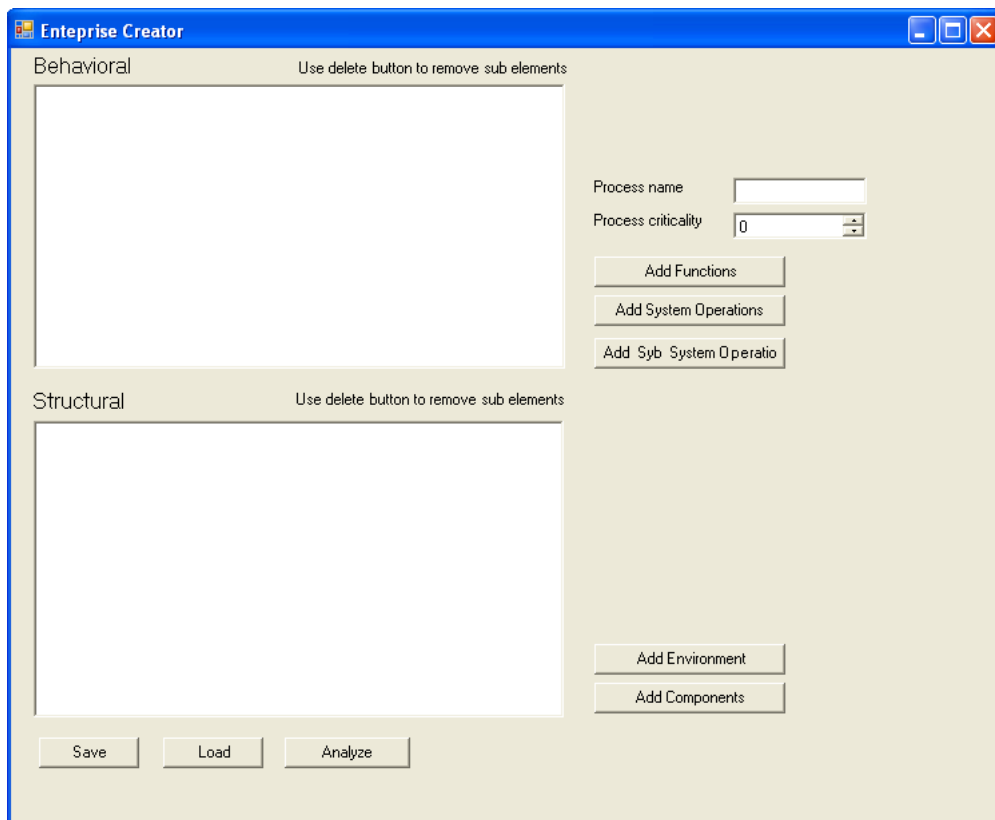 Enteprise Creator
Behavioral
Use delete button to remove sub elements
Process name
Process criticality
0
Add Functions
Add System Operations
Add Syb System Operatio
Structural
Use delete button to remove sub elements
Add Environment
Add Components
Save
Load
Analyze